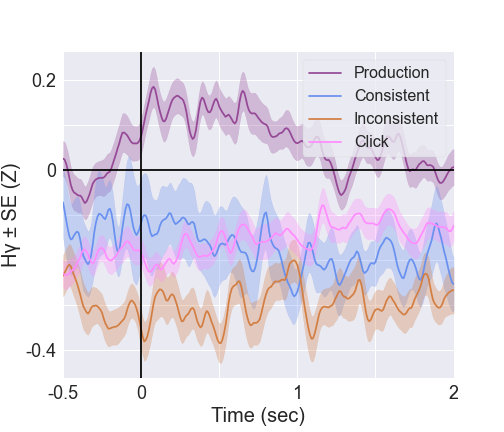 Production
Consistent
Inconsistent
Click
0.2
0
-0.4
Hγ ± SE (Z)
-0.5
0
1
2
Time (sec)